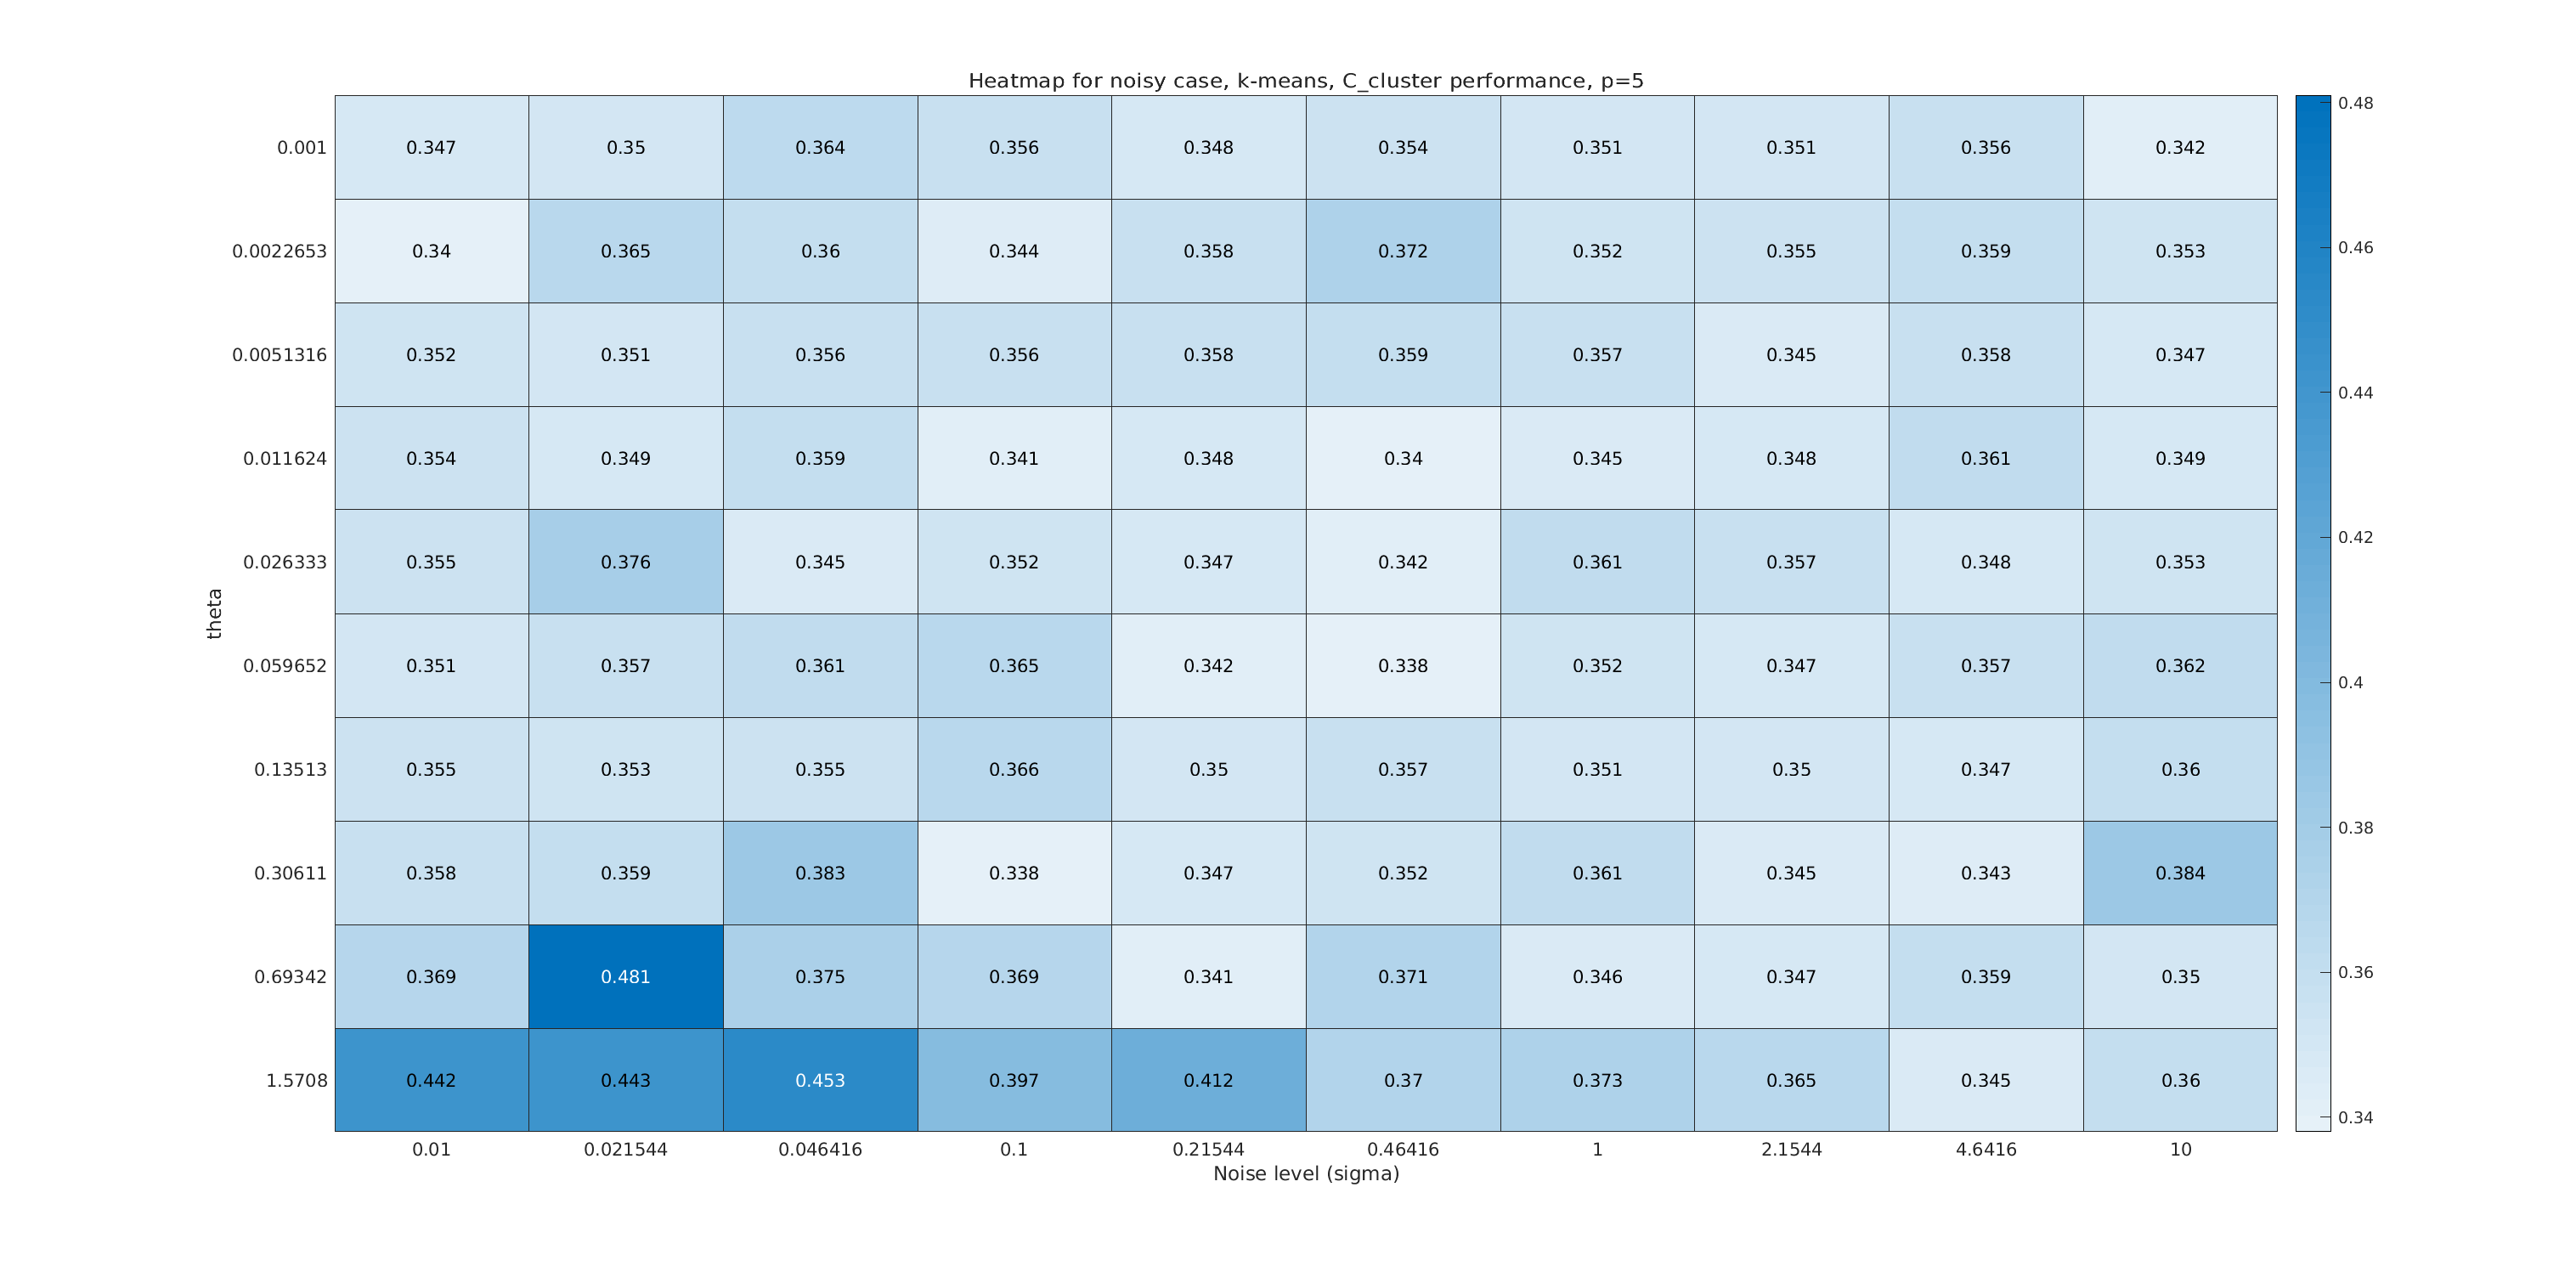 Heatmap for noisy case, k-means, C_cluster performance, p=5
0.001 0.347 0.35 0.364 0.356 0.348 0.354 0.351 0.351 0.356 0.342
0.0022653 0.34 0.365 0.36 0.344 0.358 0.372 0.352 0.355 0.359 0.353
0.0051316 0.352 0.351 0.356 0.356 0.358 0.359 0.357 0.345 0.358 0.347
0.011624 0.354 0.349 0.359 0.341 0.348 0.34 0.345 0.348 0.361 0.349
0.026333 0.355 0.376 0.345 0.352 0.347 0.342 0.361 0.357 0.348 0.353
0.059652 0.351 0.357 0.361 0.365 0.342 0.338 0.352 0.347 0.357 0.362
0.13513 0.355 0.353 0.355 0.366 0.35 0.357 0.351 0.35 0.347 0.36
0.30611 0.358 0.359 0.383 0.338 0.347 0.352 0.361 0.345 0.343 0.384
0.69342 0.369 0.481 0.375 0.369 0.341 0.371 0.346 0.347 0.359 0.35
1.5708 0.442 0.443 0.453 0.397 0.412 0.37 0.373 0.365 0.345 0.36
0.01 0.021544 0.046416 0.1 0.21544 0.46416 1 2.1544 4.6416 10
Noise level (sigma)
theta
0.48
0.46
0.44
0.42
0.4
0.38
0.36
0.34